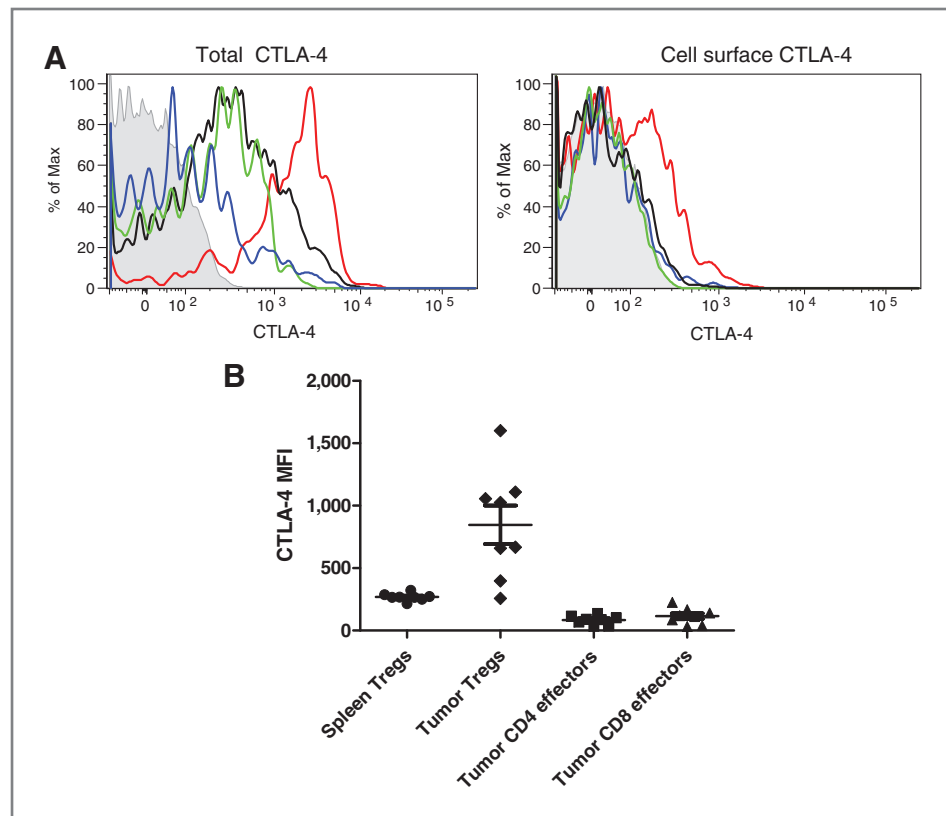 A
Total CTLA-4
Cell surface CTLA-4
% of Max
100
80
60
40
20
0
0 10^2 10^3 10^4 10^5
CTLA-4
% of Max
100
80
60
40
20
0
0 10^2 10^3 10^4 10^5
CTLA-4
B
CTLA-4 MFI
2,000
1,500
1,000
500
0
Spleen Tregs
Tumor Tregs
Tumor CD4 effectors
Tumor CD8 effectors